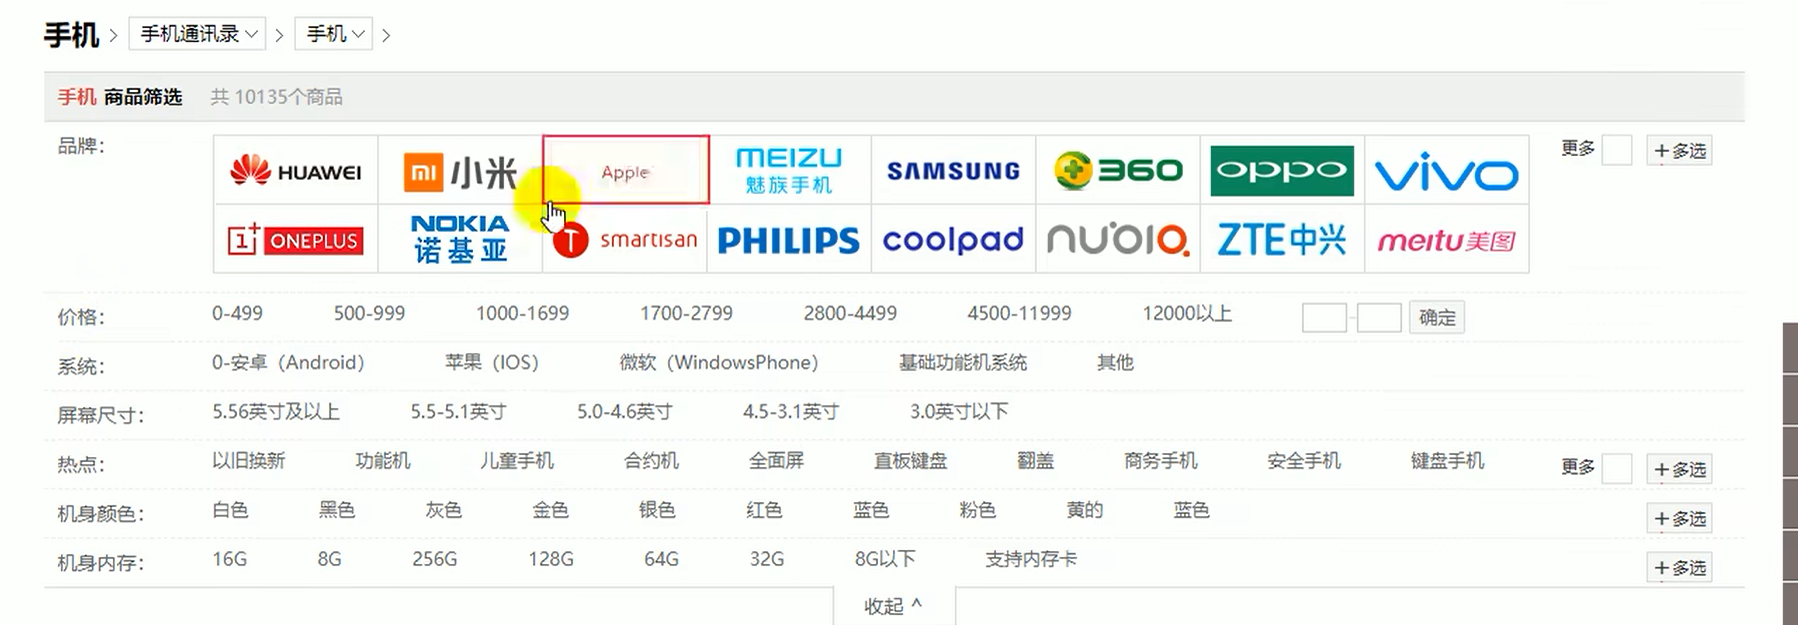 手机 > 手机通讯录 > 手机 >
手机 商品筛选 共 10135个商品
品牌：
HUAWEI 小米 Apple MEIZU 魅族手机 SAMSUNG 360 OPPO vivo 更多 +多选
1+ ONEPLUS NOKIA 诺基亚 T smartisan PHILIPS coolpad nubia ZTE中兴 meitu美图
价格： 0-499 500-999 1000-1699 1700-2799 2800-4499 4500-11999 12000以上 - 确定
系统： 0-安卓（Android） 苹果（IOS） 微软（WindowsPhone） 基础功能机系统 其他
屏幕尺寸： 5.56英寸及以上 5.5-5.1英寸 5.0-4.6英寸 4.5-3.1英寸 3.0英寸以下
热点： 以旧换新 功能机 儿童手机 合约机 全面屏 直板键盘 翻盖 商务手机 安全手机 键盘手机 更多 +多选
机身颜色： 白色 黑色 灰色 金色 银色 红色 蓝色 粉色 黄的 蓝色 +多选
机身内存： 16G 8G 256G 128G 64G 32G 8G以下 支持内存卡 +多选
收起 ^